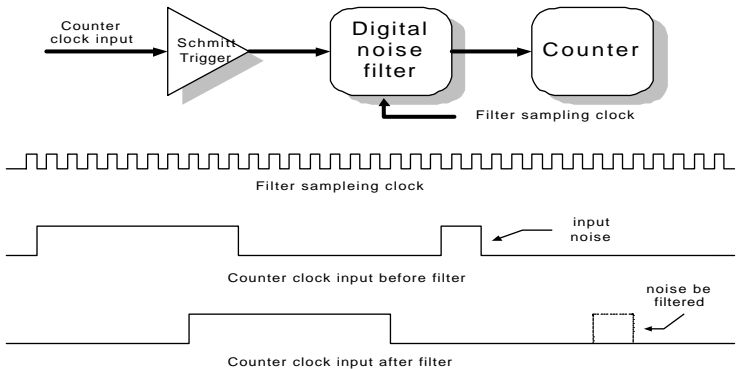 Counter
clock input
Schmitt
Trigger
Digital
noise
filter
Counter
Filter sampling clock
Filter sampleing clock
input
noise
Counter clock input before filter
noise be
filtered
Counter clock input after filter